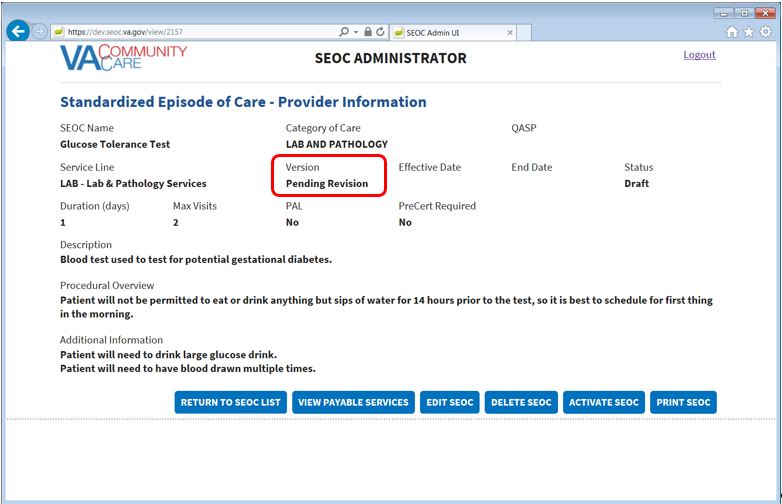 https://dev.seoc.va.gov/view/2157
SEOC Admin UI
VA COMMUNITY CARE
SEOC ADMINISTRATOR
Logout
Standardized Episode of Care - Provider Information
SEOC Name Category of Care QASP
Glucose Tolerance Test LAB AND PATHOLOGY
Service Line Version Effective Date End Date Status
LAB - Lab & Pathology Services Pending Revision Draft
Duration (days) Max Visits PAL PreCert Required
1 2 No No
Description
Blood test used to test for potential gestational diabetes.
Procedural Overview
Patient will not be permitted to eat or drink anything but sips of water for 14 hours prior to the test, so it is best to schedule for first thing
in the morning.
Additional Information
Patient will need to drink large glucose drink.
Patient will need to have blood drawn multiple times.
RETURN TO SEOC LIST VIEW PAYABLE SERVICES EDIT SEOC DELETE SEOC ACTIVATE SEOC PRINT SEOC